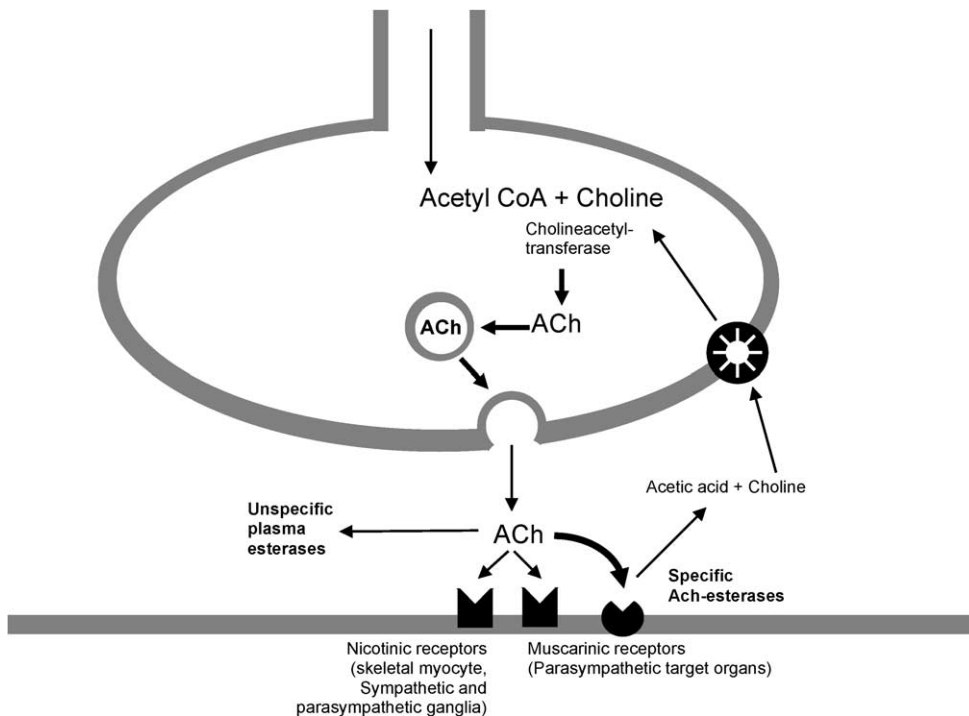 Acetyl CoA + Choline
Cholineacetyl-
transferase
ACh
ACh
Acetic acid + Choline
Unspecific
plasma
esterases
ACh
Specific
Ach-esterases
Nicotinic receptors
(skeletal myocyte,
Sympathetic and
parasympathetic ganglia)
Muscarinic receptors
(Parasympathetic target organs)